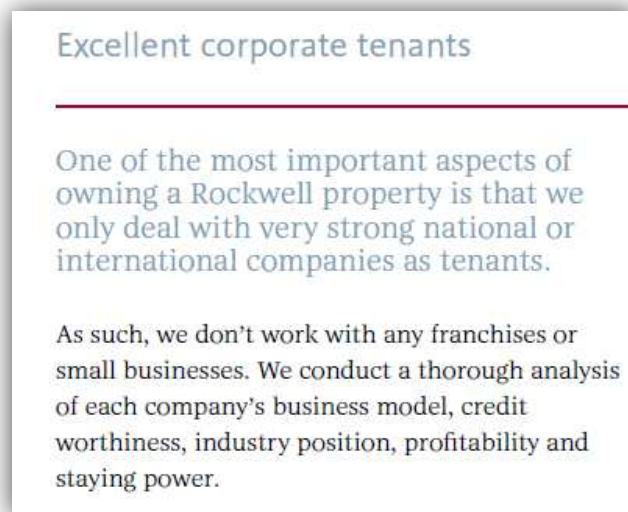 Excellent corporate tenants
One of the most important aspects of
owning a Rockwell property is that we
only deal with very strong national or
international companies as tenants.
As such, we don’t work with any franchises or
small businesses. We conduct a thorough analysis
of each company’s business model, credit
worthiness, industry position, profitability and
staying power.